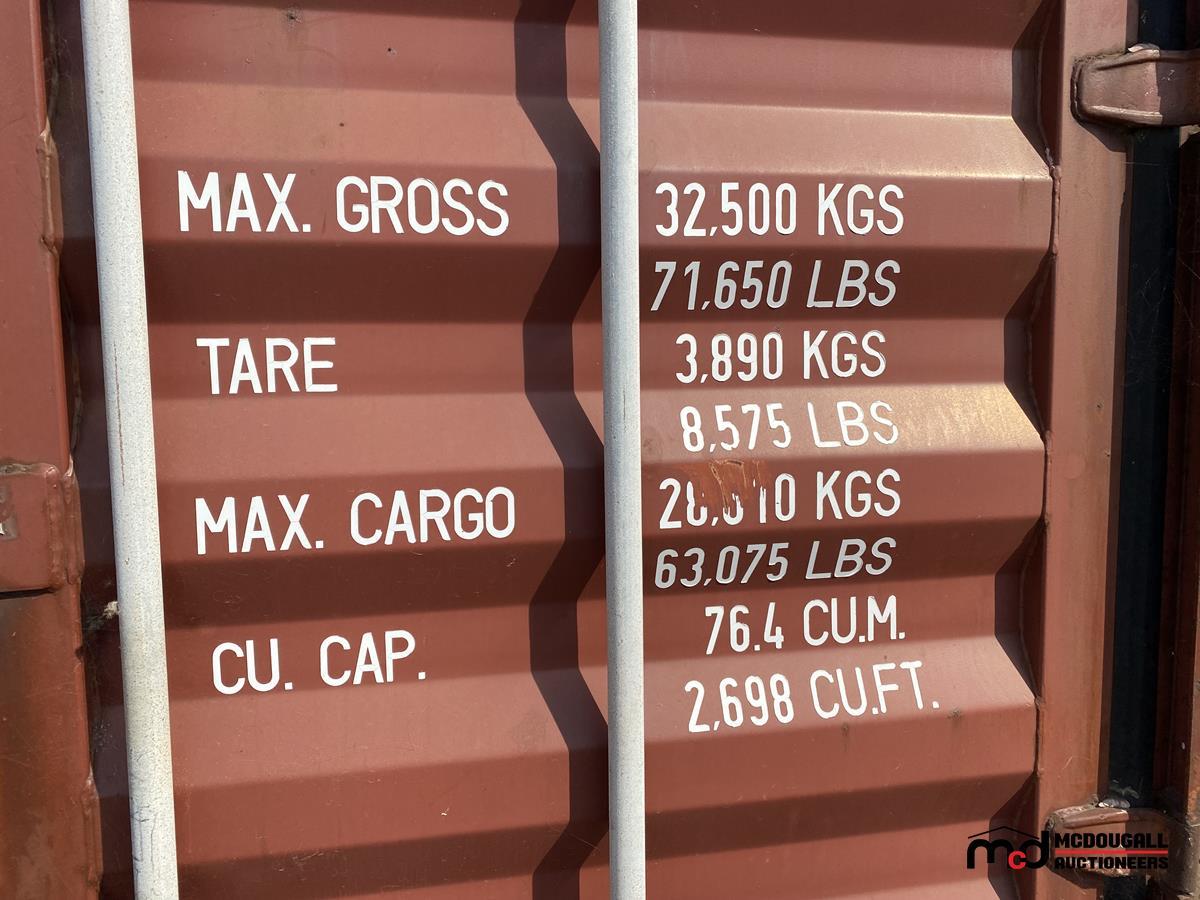 MAX. GROSS 32,500 KGS
71,650 LBS
TARE 3,890 KGS
8,575 LBS
MAX. CARGO KGS
63,075 LBS
CU. CAP. 76.4 CU.M.
2,698 CU.FT.
mcd MCDOUGALL
AUCTIONEERS